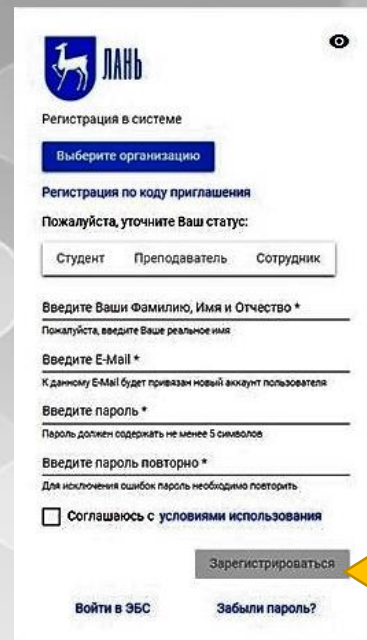 ЛАНЬ
Регистрация в системе
Выберите организацию
Регистрация по коду приглашения
Пожалуйста, уточните Ваш статус:
Студент Преподаватель Сотрудник
Введите Ваши Фамилию, Имя и Отчество *
Пожалуйста, введите Ваше реальное имя
Введите E-Mail *
К данному E-Mail будет привязан новый аккаунт пользователя
Введите пароль *
Пароль должен содержать не менее 5 символов
Введите пароль повторно *
Для исключения ошибок пароль необходимо повторить
Соглашаюсь с условиями использования
Зарегистрироваться
Войти в ЭБС Забыли пароль?